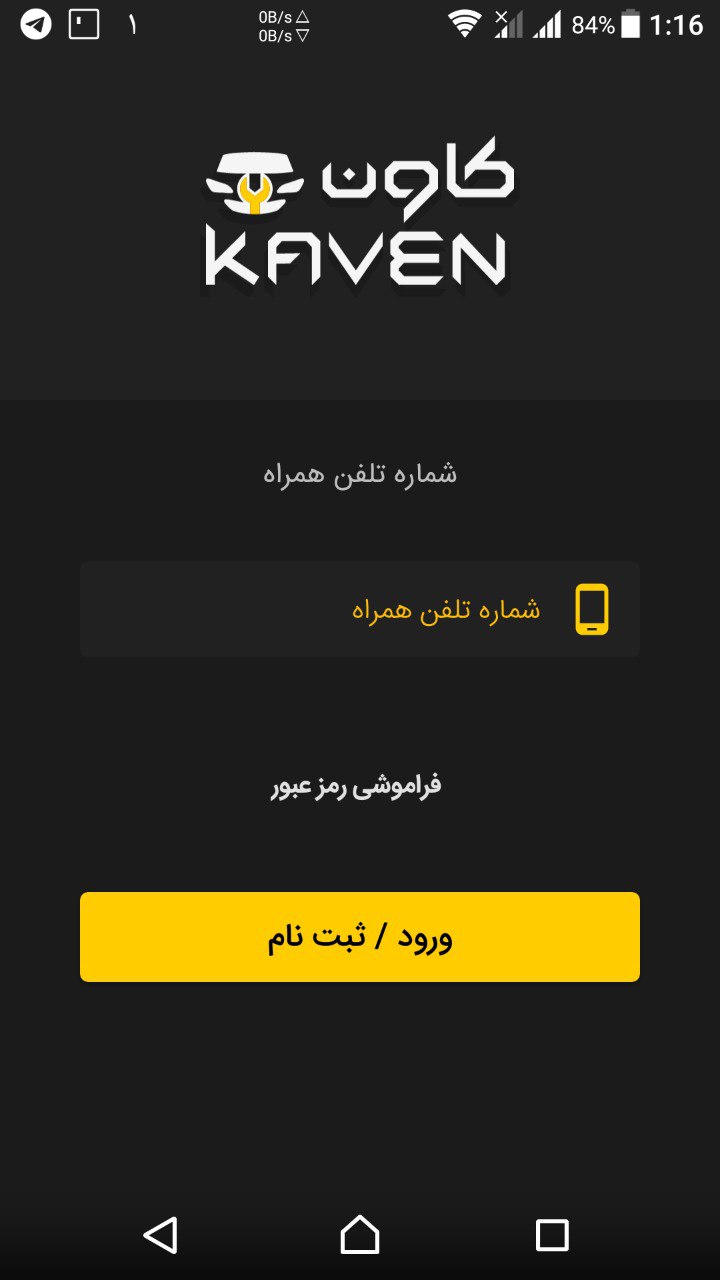 ۱
0B/s △
0B/s ▽
84% 1:16
کاون
KAVEN
شماره تلفن همراه
شماره تلفن همراه
فراموشی رمز عبور
ورود / ثبت نام